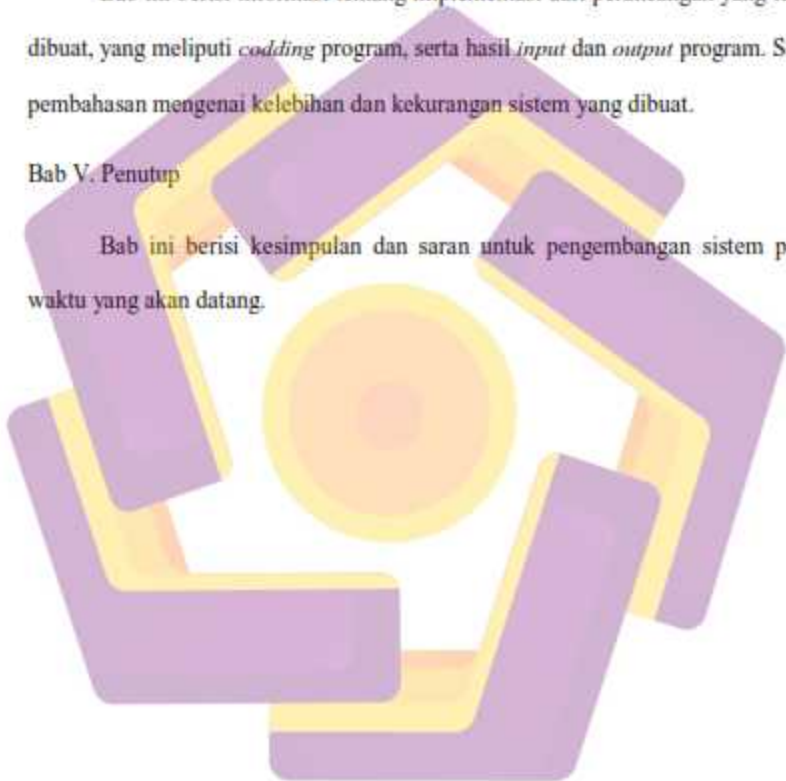 dibuat, yang meliputi codding program, serta hasil input dan output program. S
pembahasan mengenai kelebihan dan kekurangan sistem yang dibuat.
Bab V. Penutup
Bab ini berisi kesimpulan dan saran untuk pengembangan sistem p
waktu yang akan datang.